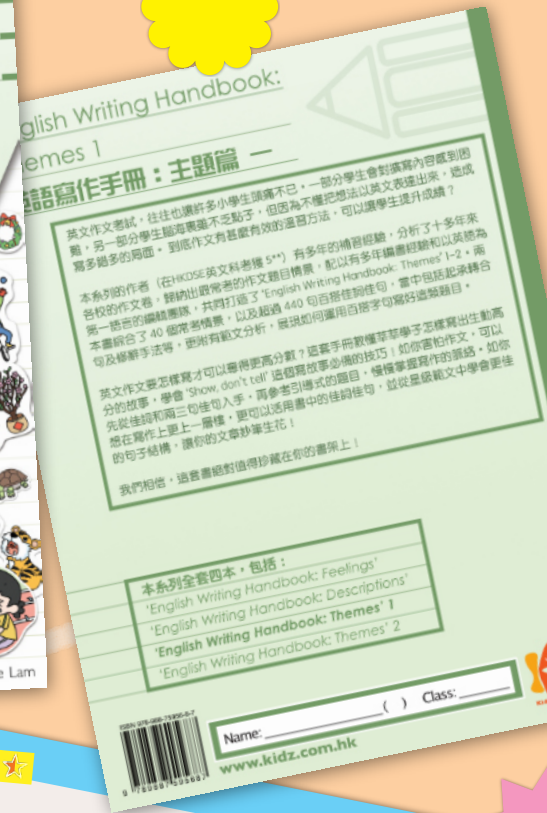 glish Writing Handbook:
emes 1
語寫作手冊：主題篇 一
英文作文考試，往往也讓許多小學生頭痛不已。一部分學生會對擴寫內容感到困
難，另一部分學生腦海裏雖不乏點子，但因為不懂把想法以英文表達出來，造成
寫多錯多的局面。到底作文有甚麼有效的溫習方法，可以讓學生提升成績？
本系列的作者（在HKDSE英文科考獲 5**）有多年的補習經驗，分析了十多年來
各校的作文卷，歸納出最常考的作文題目情景，配以有多年編書經驗和以英語為
第一語言的編輯團隊，共同打造了 'English Writing Handbook: Themes' 1-2。兩
本書綜合了 40 個常考情景，以及超過 440 句百搭佳詞佳句，當中包括起承轉合
句及修辭手法等，更附有範文分析，展現如何運用百搭字句寫好這類題目。
英文作文要怎樣寫才可以獲得更高分數？這套手冊教懂莘莘學子怎樣寫出生動高
分的故事，學會 'Show, don't tell' 這個寫故事必備的技巧！如你害怕作文，可以
先從佳詞和兩三句佳句入手，再參考引導式的題目，慢慢掌握寫作的脈絡。如你
想在寫作上更上一層樓，更可以活用書中的佳詞佳句，並從星級範文中學會更佳
的句子結構，讓你的文章妙筆生花！
我們相信，這套書絕對值得珍藏在你的書架上！
本系列全套四本，包括：
'English Writing Handbook: Feelings'
'English Writing Handbook: Descriptions'
'English Writing Handbook: Themes' 1
'English Writing Handbook: Themes' 2
e Lam
Name: ( ) Class:
www.kidz.com.hk